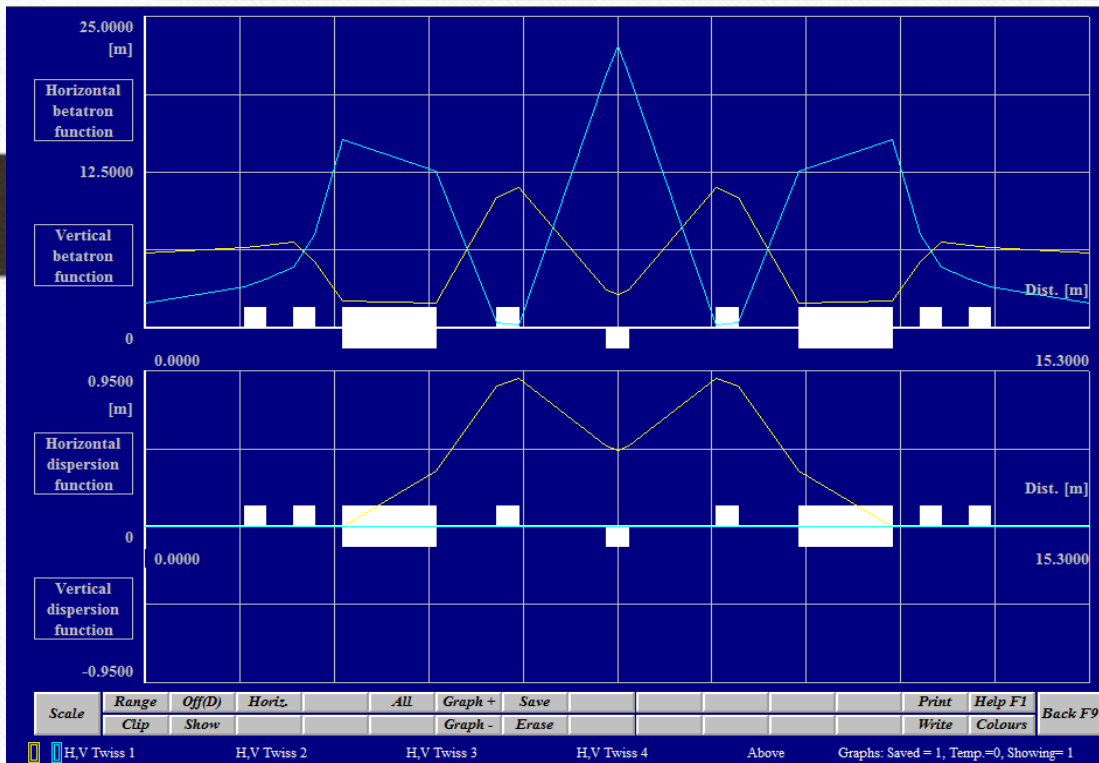 25.0000
[m]
Horizontal
betatron
function
12.5000
Vertical
betatron
function
Dist. [m]
0
0.0000
15.3000
0.9500
[m]
Horizontal
dispersion
function
Dist. [m]
0
0.0000
15.3000
Vertical
dispersion
function
-0.9500
Scale
Range Off(D) Horiz. All Graph + Save Print Help F1
Back F9
Clip Show Graph - Erase Write Colours
H,V Twiss 1 H,V Twiss 2 H,V Twiss 3 H,V Twiss 4 Above Graphs: Saved = 1, Temp.=0, Showing= 1